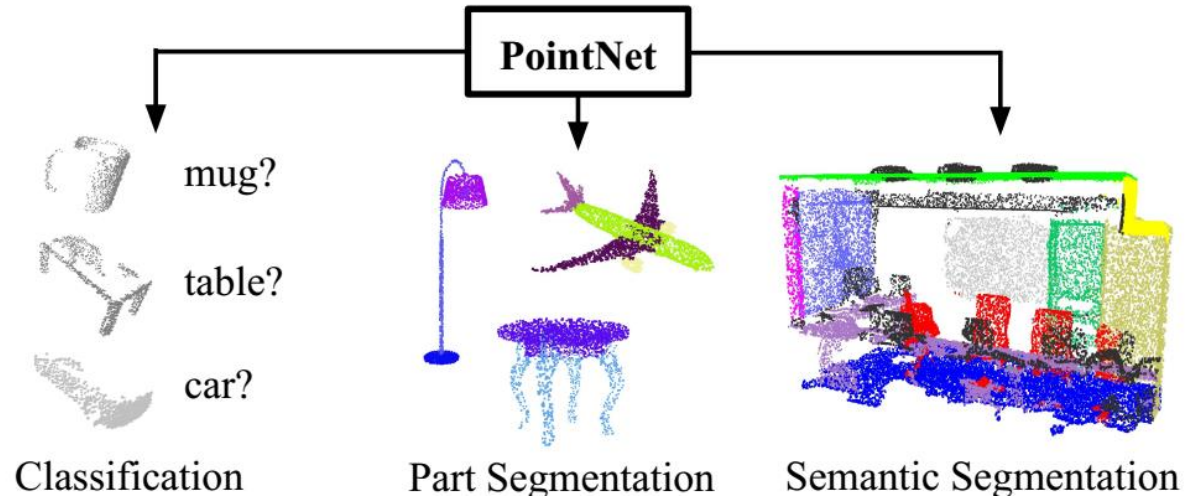 PointNet
mug?
table?
car?
Classification
Part Segmentation
Semantic Segmentation